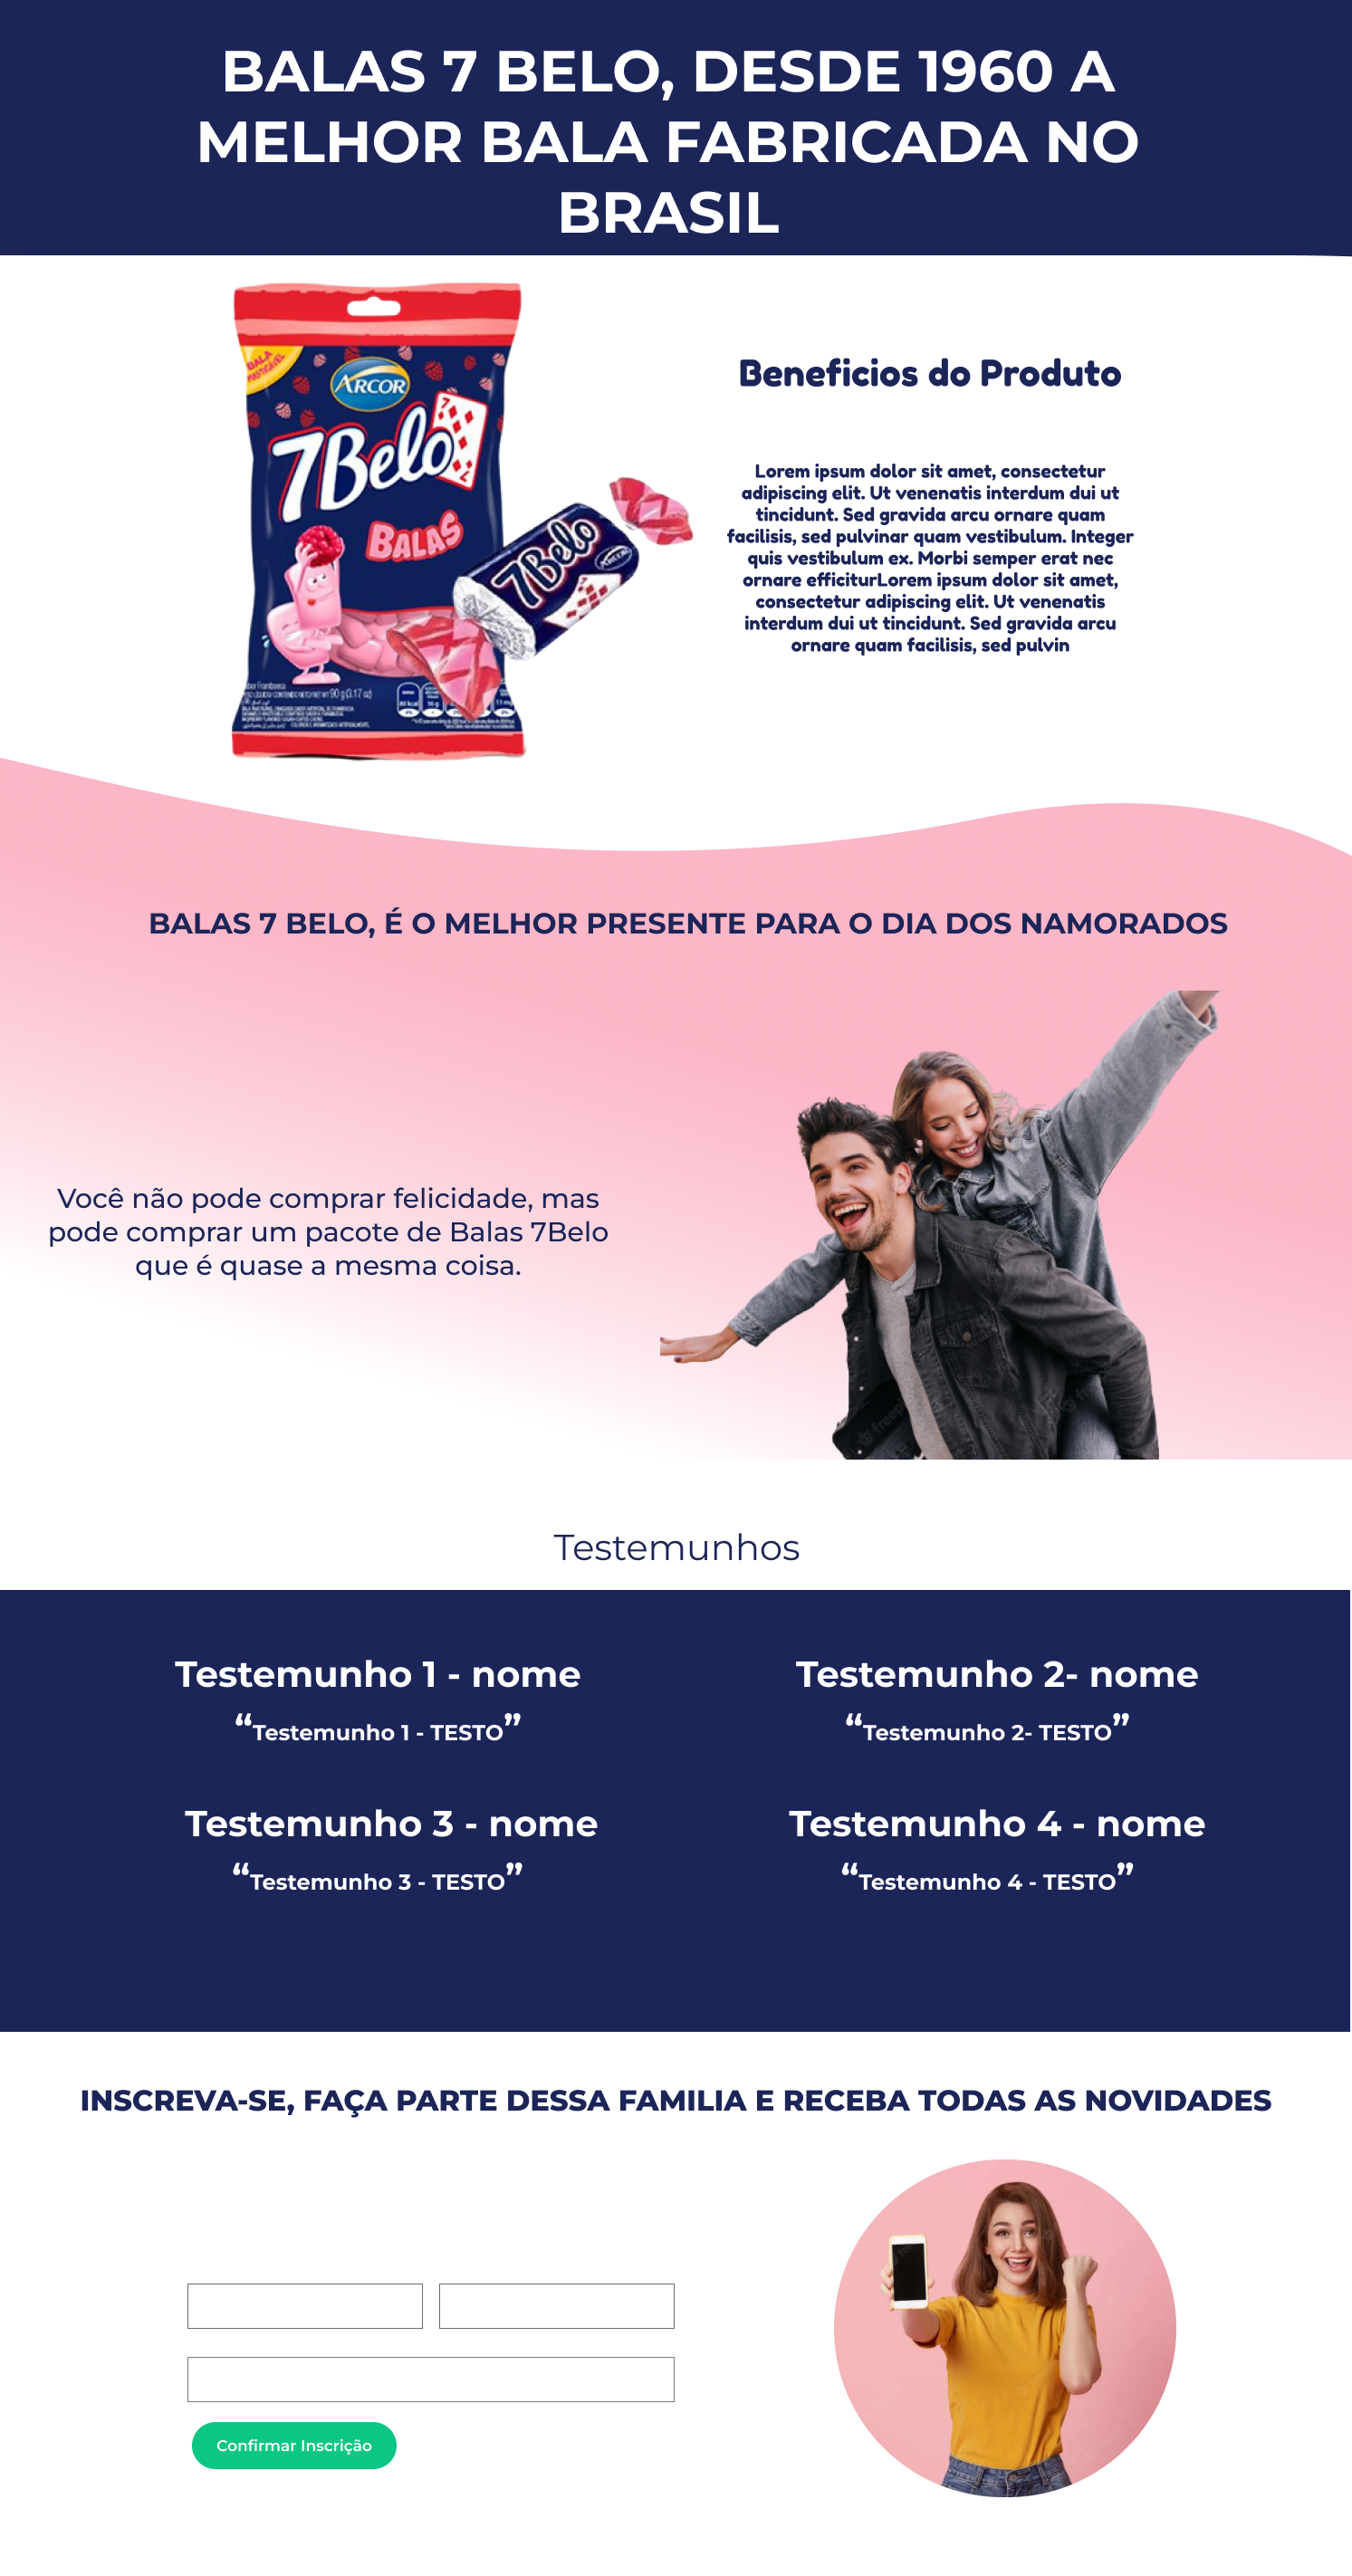 BALAS 7 BELO, DESDE 1960 A
MELHOR BALA FABRICADA NO
BRASIL
BALA
ARCOR
7Belo
7
BALAS
7Belo
ARCOR
90 g (3.17 oz)
Beneficios do Produto
Lorem ipsum dolor sit amet, consectetur
adipiscing elit. Ut venenatis interdum dui ut
tincidunt. Sed gravida arcu ornare quam
facilisis, sed pulvinar quam vestibulum. Integer
quis vestibulum ex. Morbi semper erat nec
ornare efficiturLorem ipsum dolor sit amet,
consectetur adipiscing elit. Ut venenatis
interdum dui ut tincidunt. Sed gravida arcu
ornare quam facilisis, sed pulvin
BALAS 7 BELO, É O MELHOR PRESENTE PARA O DIA DOS NAMORADOS
Você não pode comprar felicidade, mas
pode comprar um pacote de Balas 7Belo
que é quase a mesma coisa.
Testemunhos
Testemunho 1 - nome
“Testemunho 1 - TESTO”
Testemunho 2- nome
“Testemunho 2- TESTO”
Testemunho 3 - nome
“Testemunho 3 - TESTO”
Testemunho 4 - nome
“Testemunho 4 - TESTO”
INSCREVA-SE, FAÇA PARTE DESSA FAMILIA E RECEBA TODAS AS NOVIDADES
Confirmar Inscrição